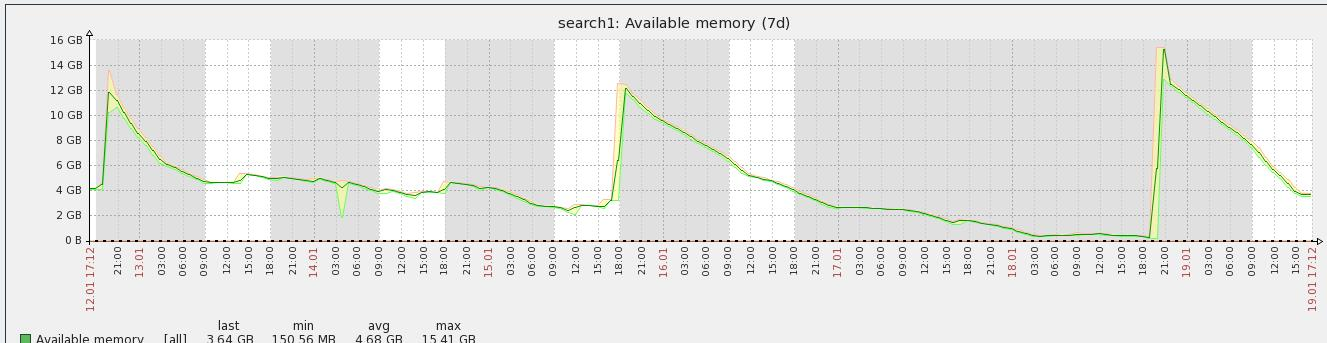 search1: Available memory (7d)
16 GB
14 GB
12 GB
10 GB
8 GB
6 GB
4 GB
2 GB
0 B
12.01 17:12 21:00 13.01 03:00 06:00 09:00 12:00 15:00 18:00 21:00 14.01 03:00 06:00 09:00 12:00 15:00 18:00 21:00 15.01 03:00 06:00 09:00 12:00 15:00 18:00 21:00 16.01 03:00 06:00 09:00 12:00 15:00 18:00 21:00 17.01 03:00 06:00 09:00 12:00 15:00 18:00 21:00 18.01 03:00 06:00 09:00 12:00 15:00 18:00 21:00 19.01 03:00 06:00 09:00 12:00 15:00 19.01 17:12
last min avg max
Available memory [all] 3.64 GB 150.56 MB 4.68 GB 15.41 GB